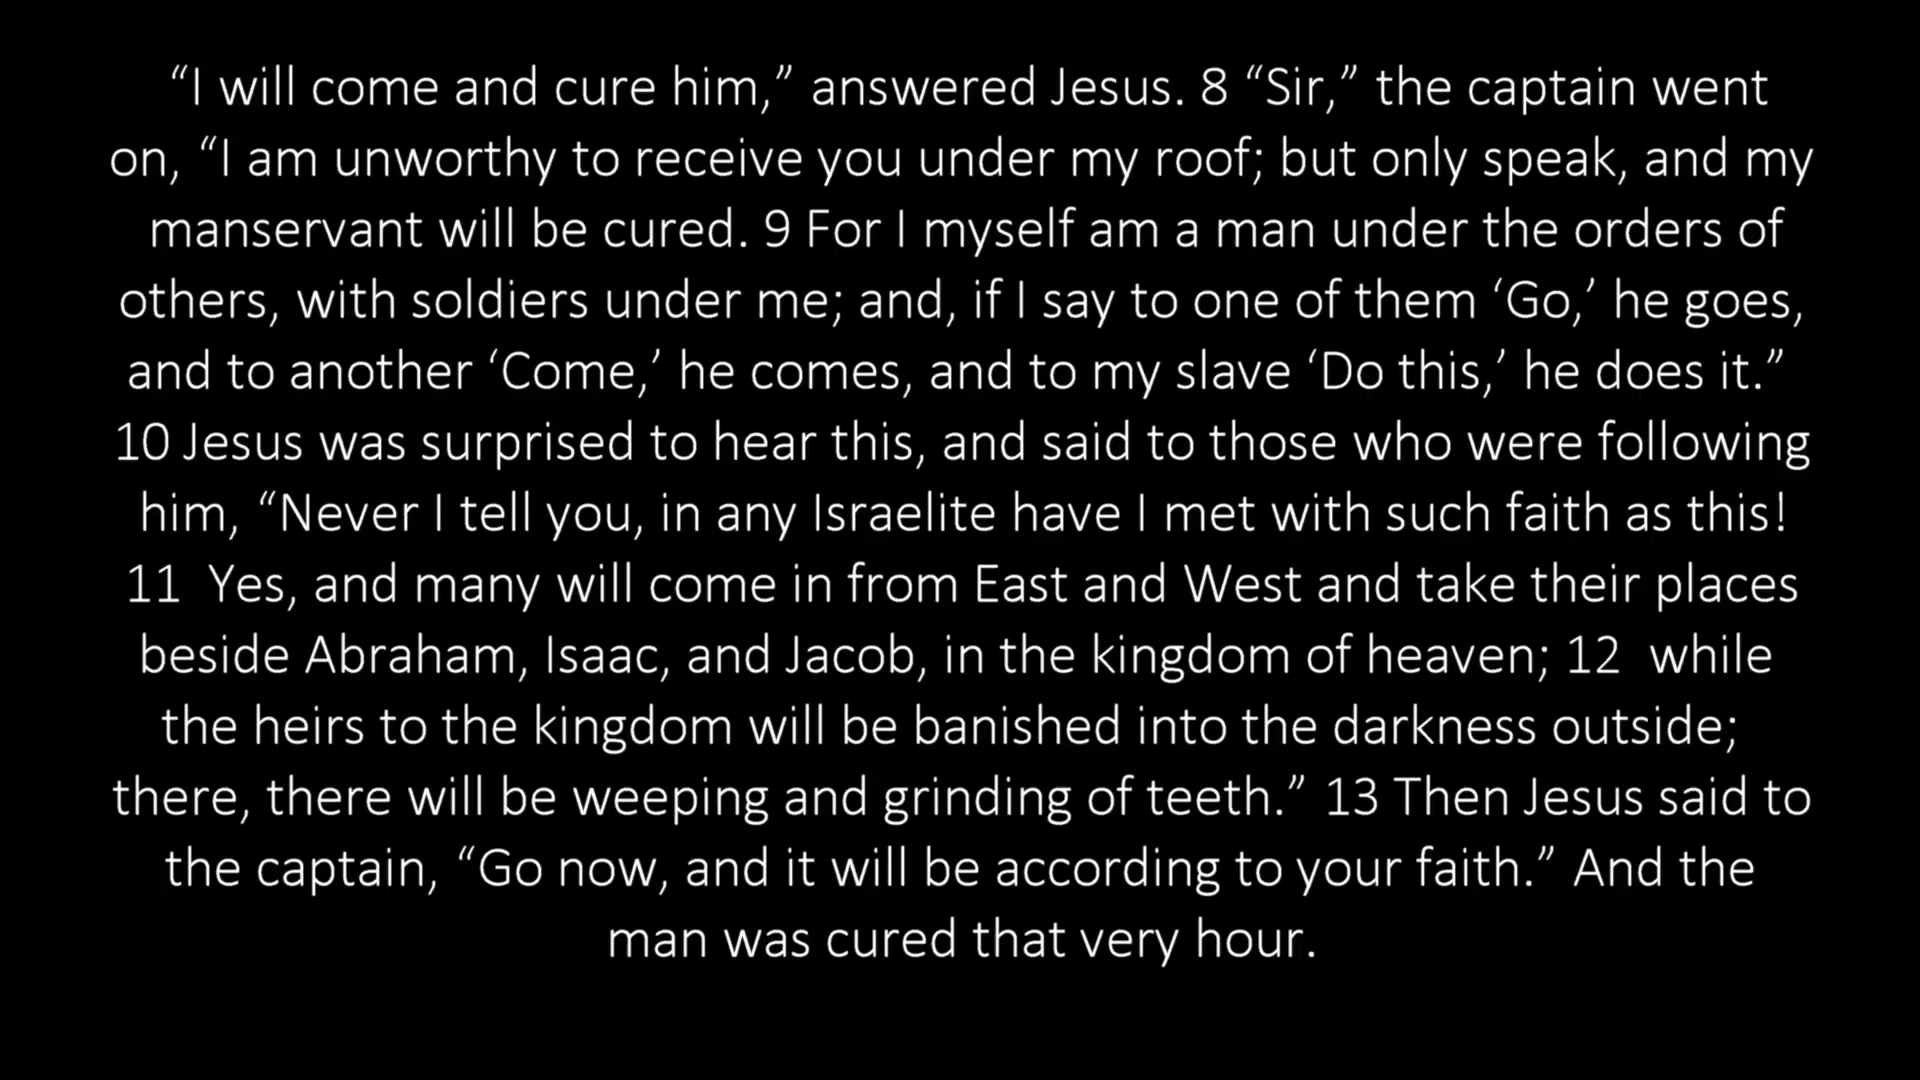 “I will come and cure him,” answered Jesus. 8 “Sir,” the captain went
on, “I am unworthy to receive you under my roof; but only speak, and my
manservant will be cured. 9 For I myself am a man under the orders of
others, with soldiers under me; and, if I say to one of them ‘Go,’ he goes,
and to another ‘Come,’ he comes, and to my slave ‘Do this,’ he does it.”
10 Jesus was surprised to hear this, and said to those who were following
him, “Never I tell you, in any Israelite have I met with such faith as this!
11  Yes, and many will come in from East and West and take their places
beside Abraham, Isaac, and Jacob, in the kingdom of heaven; 12  while
the heirs to the kingdom will be banished into the darkness outside;
there, there will be weeping and grinding of teeth.” 13 Then Jesus said to
the captain, “Go now, and it will be according to your faith.” And the
man was cured that very hour.